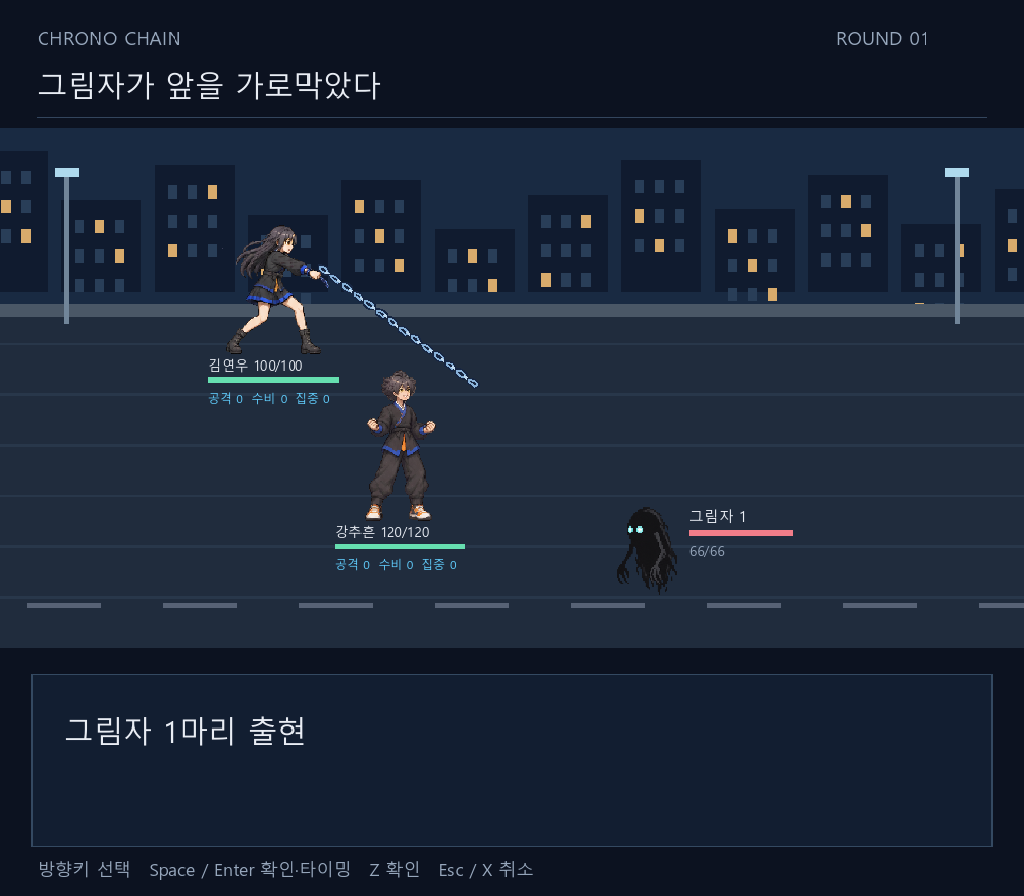 CHRONO CHAIN
ROUND 01
그림자가 앞을 가로막았다
김연우 100/100
공격 0 수비 0 집중 0
강추흔 120/120
공격 0 수비 0 집중 0
그림자 1
66/66
그림자 1마리 출현
방향키 선택 Space / Enter 확인·타이밍 Z 확인 Esc / X 취소